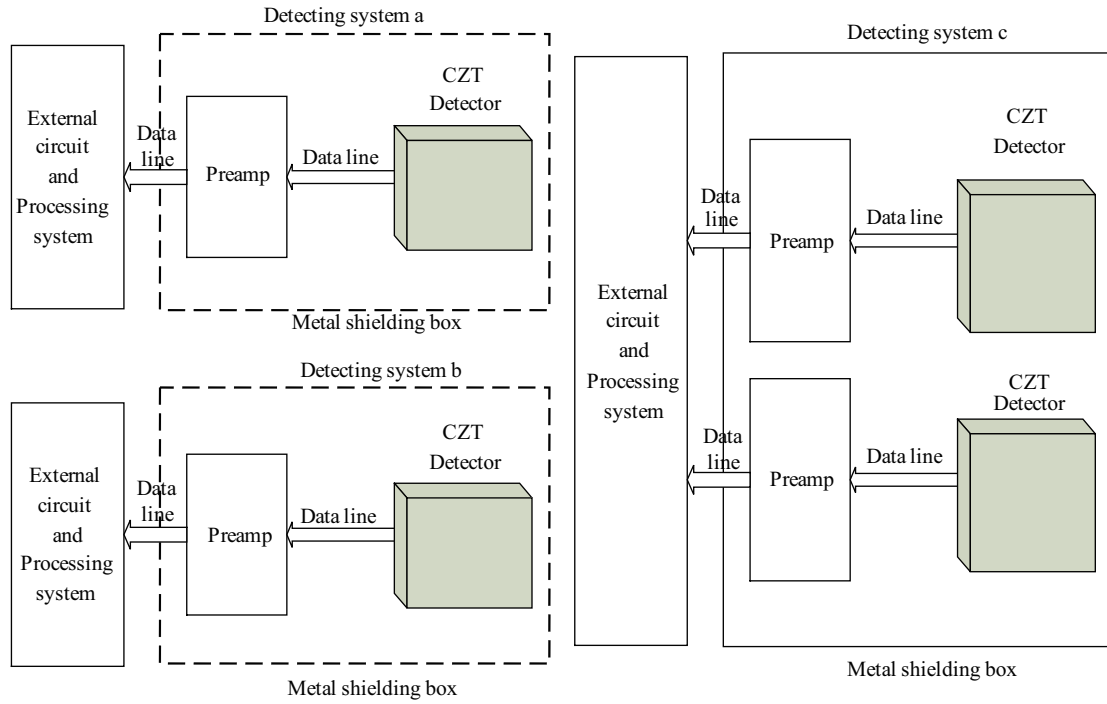 Detecting system a
CZT
Detector
External
circuit
and
Processing
system
Data
line
Preamp
Data line
Metal shielding box
Detecting system b
CZT
Detector
External
circuit
and
Processing
system
Data
line
Preamp
Data line
Metal shielding box
Detecting system c
CZT
Detector
Data
line
Preamp
Data line
External
circuit
and
Processing
system
CZT
Detector
Data
line
Preamp
Data line
Metal shielding box